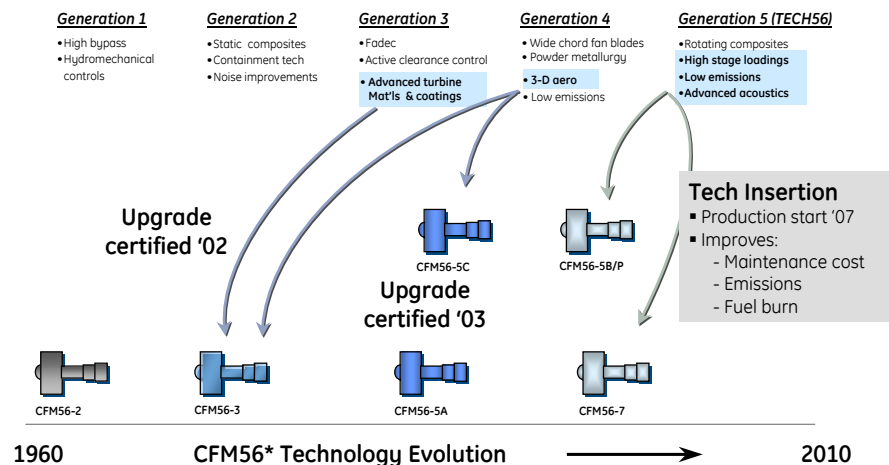 Generation 1
•High bypass
•Hydromechanical
controls
Generation 2
•Static composites
•Containment tech
•Noise improvements
Generation 3
•Fadec
•Active clearance control
•Advanced turbine
Mat'ls & coatings
Generation 4
•Wide chord fan blades
•Powder metallurgy
•3-D aero
•Low emissions
Generation 5 (TECH56)
•Rotating composites
•High stage loadings
•Low emissions
•Advanced acoustics
Upgrade
certified '02
CFM56-5C
CFM56-5B/P
Tech Insertion
▪ Production start '07
▪ Improves:
- Maintenance cost
- Emissions
- Fuel burn
Upgrade
certified '03
CFM56-2
CFM56-3
CFM56-5A
CFM56-7
1960
CFM56* Technology Evolution
2010